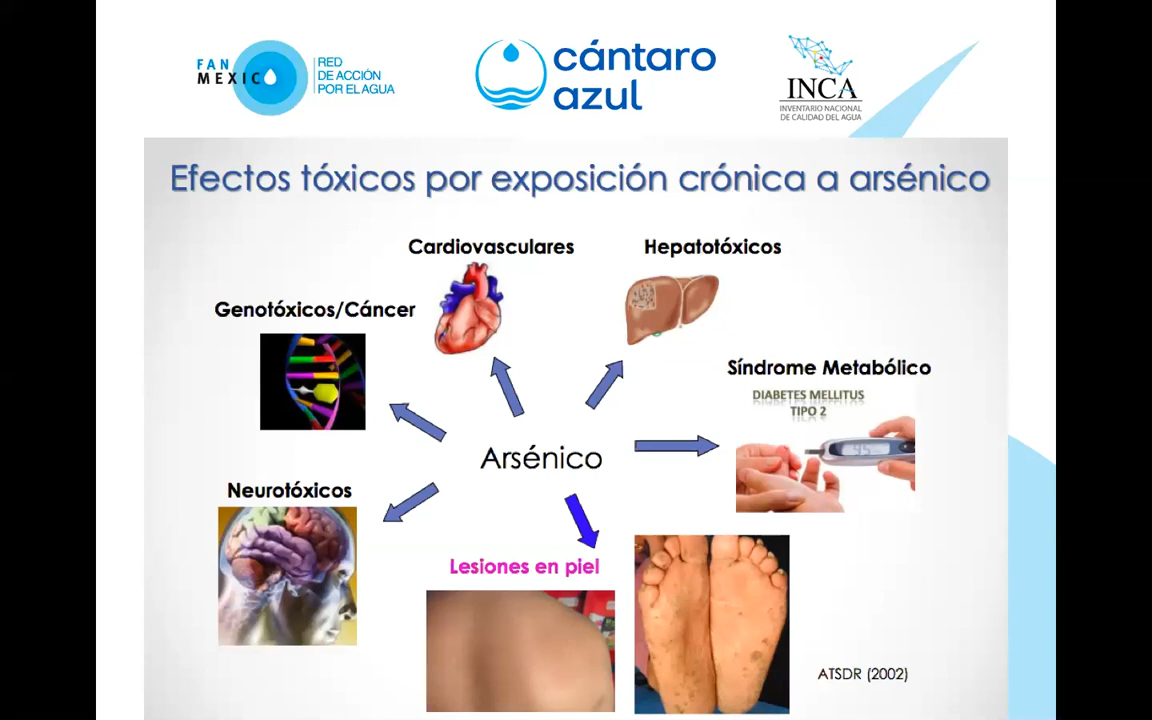 FAN
MEXICO
RED
DE ACCIÓN
POR EL AGUA
cántaro
azul
INCA
INVENTARIO NACIONAL
DE CALIDAD DEL AGUA
Efectos tóxicos por exposición crónica a arsénico
Cardiovasculares
Hepatotóxicos
Genotóxicos/Cáncer
Síndrome Metabólico
DIABETES MELLITUS
TIPO 2
Arsénico
Neurotóxicos
Lesiones en piel
ATSDR (2002)